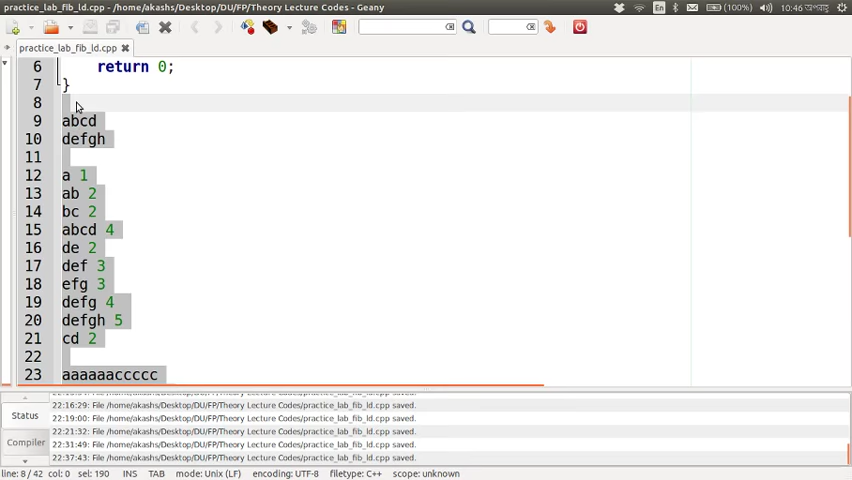 practice_lab_fib_ld.cpp - /home/akashs/Desktop/DU/FP/Theory Lecture Codes - Geany
En
(100%)
10:46 অপরাহ্ণ
practice_lab_fib_ld.cpp
6 return 0;
7 }
8
9 abcd
10 defgh
11
12 a 1
13 ab 2
14 bc 2
15 abcd 4
16 de 2
17 def 3
18 efg 3
19 defg 4
20 defgh 5
21 cd 2
22
23 aaaaaaccccc
Status
Compiler
22:16:29: File /home/akashs/Desktop/DU/FP/Theory Lecture Codes/practice_lab_fib_ld.cpp saved.
22:19:00: File /home/akashs/Desktop/DU/FP/Theory Lecture Codes/practice_lab_fib_ld.cpp saved.
22:21:32: File /home/akashs/Desktop/DU/FP/Theory Lecture Codes/practice_lab_fib_ld.cpp saved.
22:31:49: File /home/akashs/Desktop/DU/FP/Theory Lecture Codes/practice_lab_fib_ld.cpp saved.
22:37:43: File /home/akashs/Desktop/DU/FP/Theory Lecture Codes/practice_lab_fib_ld.cpp saved.
line: 8 / 42 col: 0 sel: 190 INS TAB mode: Unix (LF) encoding: UTF-8 filetype: C++ scope: unknown